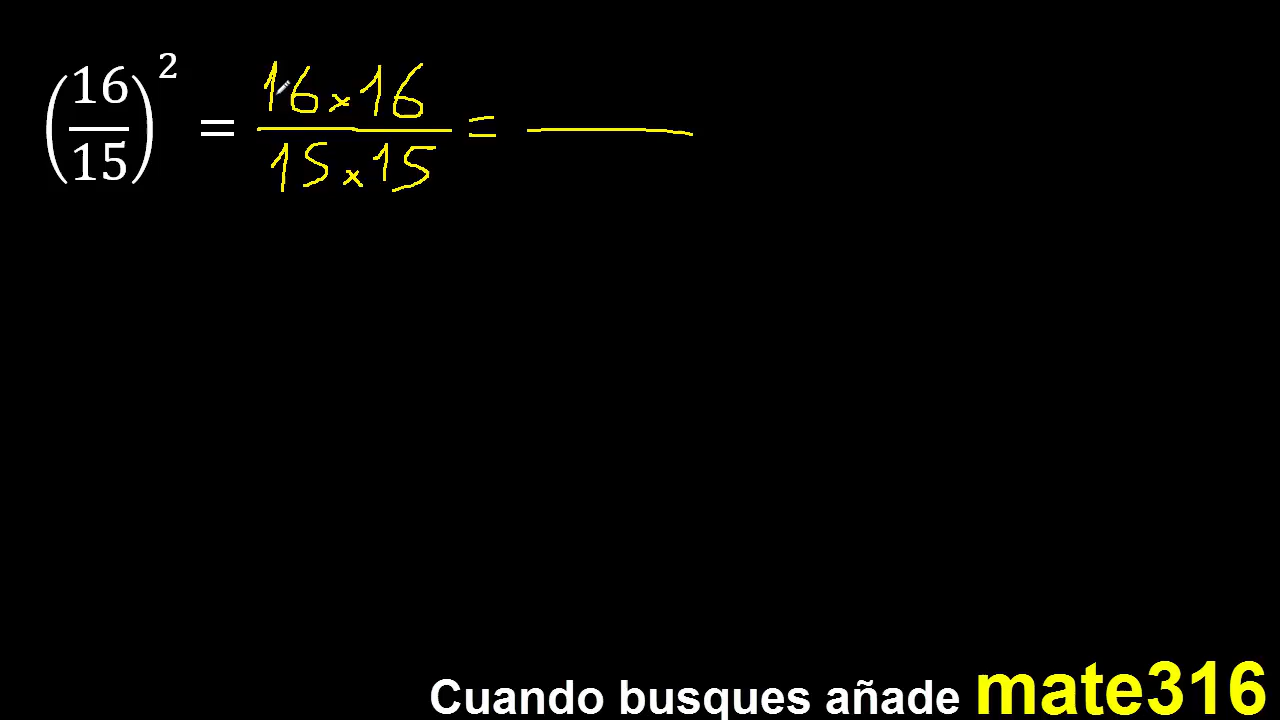 (16/15)² = 16 × 16 / 15 × 15 =
Cuando busques añade mate316